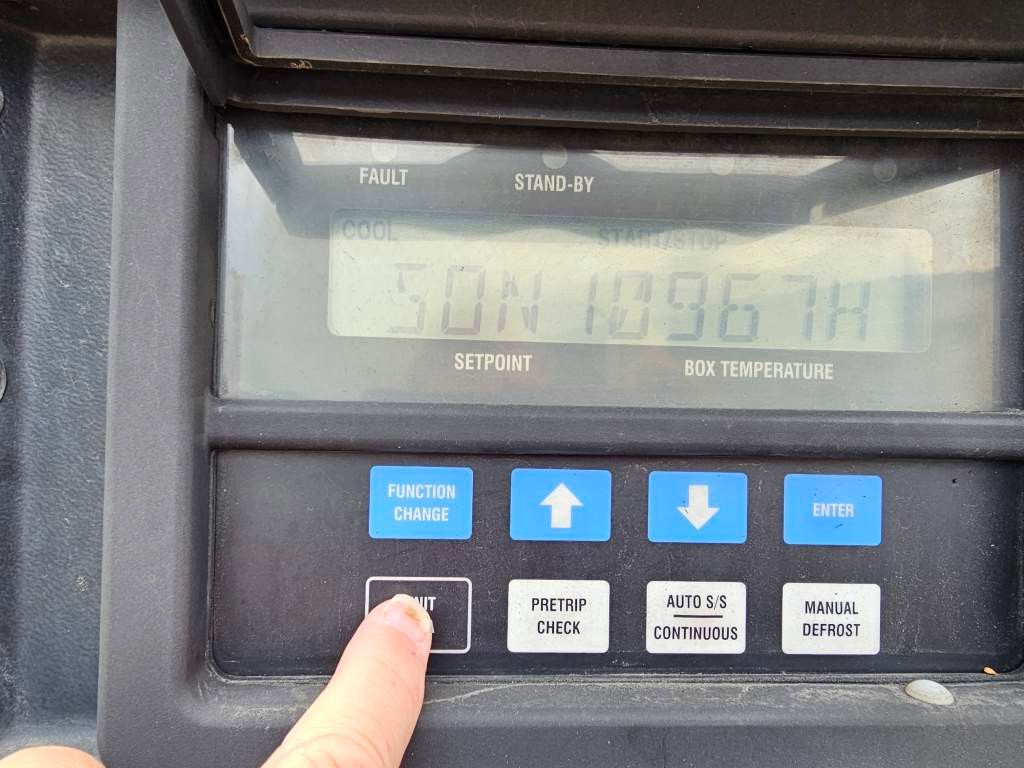 FAULT STAND-BY
COOL START/STOP
SON 10967H
SETPOINT BOX TEMPERATURE
FUNCTION
CHANGE
ENTER
PRETRIP
CHECK
AUTO S/S
CONTINUOUS
MANUAL
DEFROST